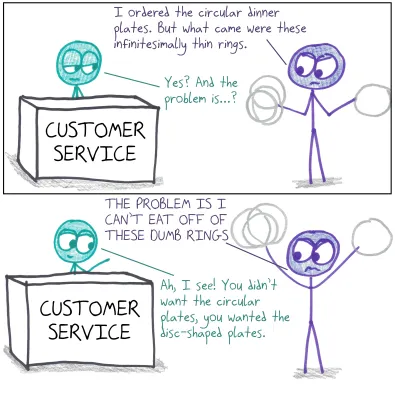 I ordered the circular dinner
plates. But what came were these
infinitesimally thin rings.
Yes? And the
problem is...?
CUSTOMER
SERVICE
THE PROBLEM IS I
CAN'T EAT OFF OF
THESE DUMB RINGS
Ah, I see! You didn't
want the circular
plates, you wanted the
disc-shaped plates.
CUSTOMER
SERVICE